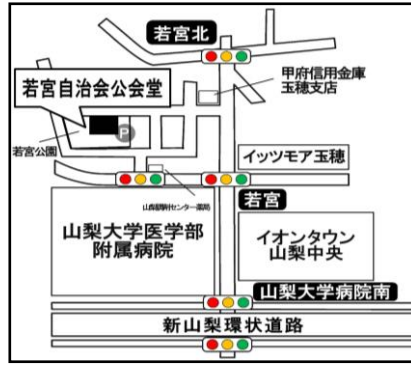 若宮北
甲府信用金庫
玉穂支店
若宮自治会公会堂
P
若宮公園
イッツモア玉穂
若宮
山梨大学医学部
附属病院
イオンタウン
山梨中央
山梨大学病院南
新山梨環状道路